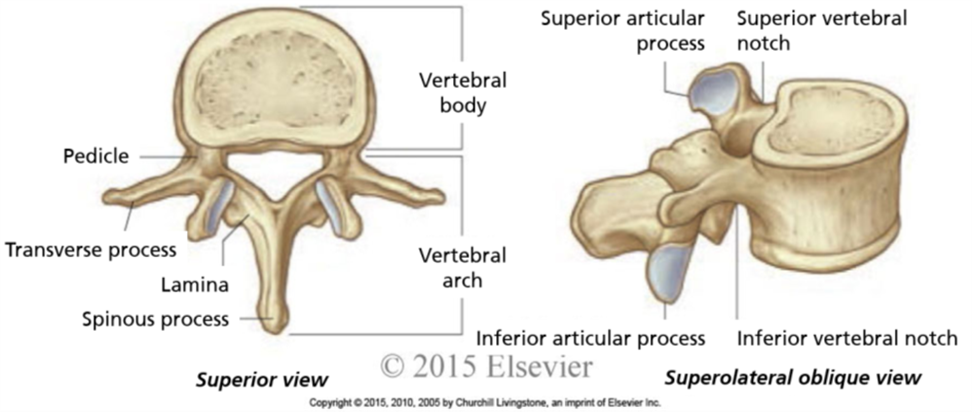 Superior articular
process
Superior vertebral
notch
Vertebral
body
Pedicle
Transverse process
Lamina
Spinous process
Vertebral
arch
Inferior articular process
Inferior vertebral notch
© 2015 Elsevier
Superior view
Superolateral oblique view
Copyright © 2015, 2010, 2005 by Churchill Livingstone, an imprint of Elsevier Inc.